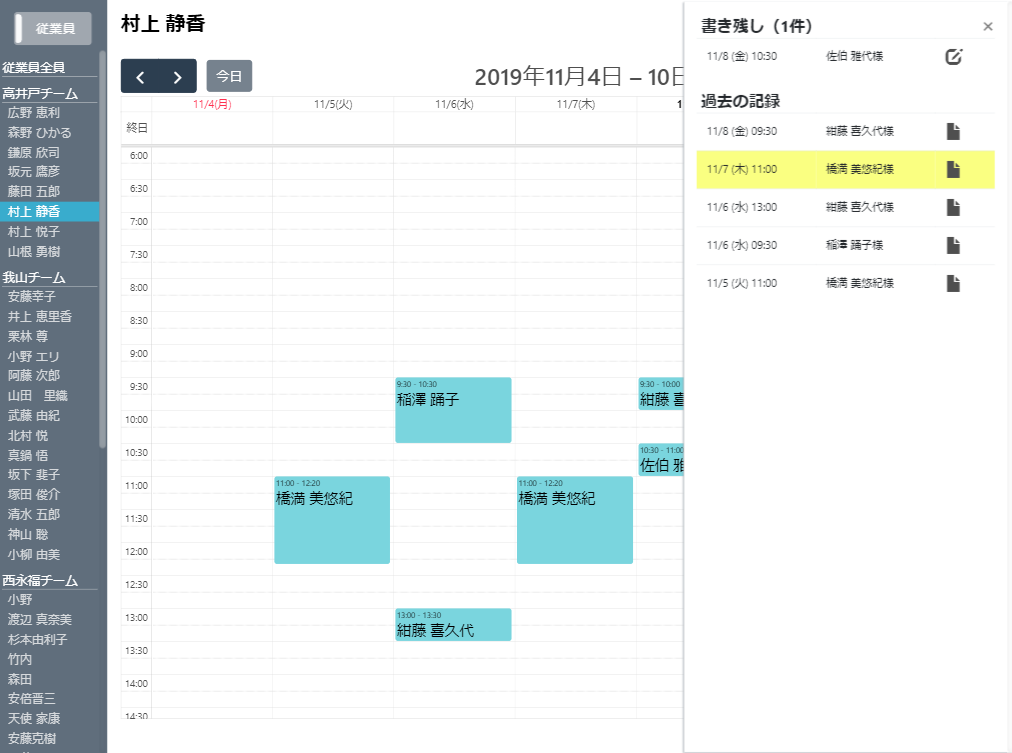 従業員
従業員全員
高井戸チーム
広野 恵利
森野 ひかる
鎌原 欣司
坂元 鷹彦
藤田 五郎
村上 静香
村上 悦子
山根 勇樹
我山チーム
安藤幸子
井上 恵里香
栗林 尊
小野 エリ
阿藤 次郎
山田　里織
武藤 由紀
北村 悦
真鍋 悟
坂下 韭子
塚田 俊介
清水 五郎
神山 聡
小柳 由美
西永福チーム
小野
渡辺 真奈美
杉本由利子
竹内
森田
安倍晋三
天使 家康
安藤克樹
村上 静香
今日
2019年11月4日 – 10日
11/4(月) 11/5(火) 11/6(水) 11/7(木) 1
終日
6:00
6:30
7:00
7:30
8:00
8:30
9:00
9:30
10:00
10:30
11:00
11:30
12:00
12:30
13:00
13:30
14:00
14:30
11:00 - 12:20
橋満 美悠紀
9:30 - 10:30
稲澤 踊子
13:00 - 13:30
紺藤 喜久代
11:00 - 12:20
橋満 美悠紀
9:30 - 10:00
紺藤 喜
10:30 - 11:00
佐伯 雅
書き残し（1件） ×
11/8 (金) 10:30 佐伯 雅代様
過去の記録
11/8 (金) 09:30 紺藤 喜久代様
11/7 (木) 11:00 橋満 美悠紀様
11/6 (水) 13:00 紺藤 喜久代様
11/6 (水) 09:30 稲澤 踊子様
11/5 (火) 11:00 橋満 美悠紀様